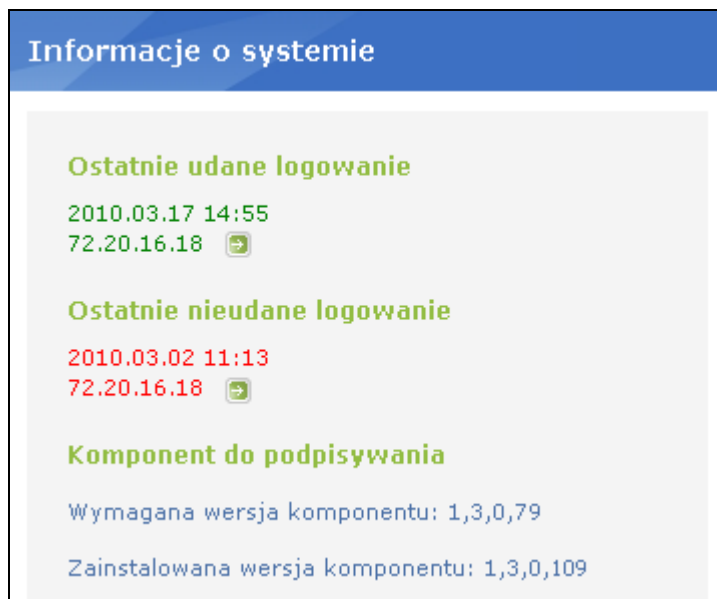 Informacje o systemie
Ostatnie udane logowanie
2010.03.17 14:55
72.20.16.18
Ostatnie nieudane logowanie
2010.03.02 11:13
72.20.16.18
Komponent do podpisywania
Wymagana wersja komponentu: 1,3,0,79
Zainstalowana wersja komponentu: 1,3,0,109